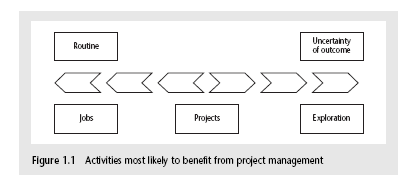 Routine
Uncertainty
of outcome
Jobs
Projects
Exploration
Figure 1.1 Activities most likely to benefit from project management